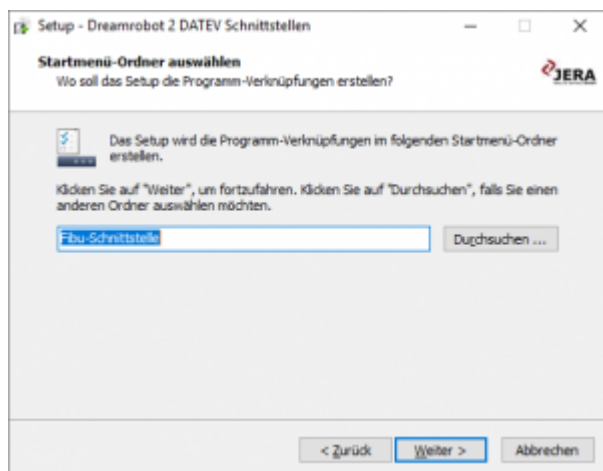 Setup - Dreamrobot 2 DATEV Schnittstellen
Startmenü-Ordner auswählen
Wo soll das Setup die Programm-Verknüpfungen erstellen?
JERA
Das Setup wird die Programm-Verknüpfungen im folgenden Startmenü-Ordner
erstellen.
Klicken Sie auf "Weiter", um fortzufahren. Klicken Sie auf "Durchsuchen", falls Sie einen
anderen Ordner auswählen möchten.
Fibu-Schnittstelle
Durchsuchen ...
< Zurück
Weiter >
Abbrechen